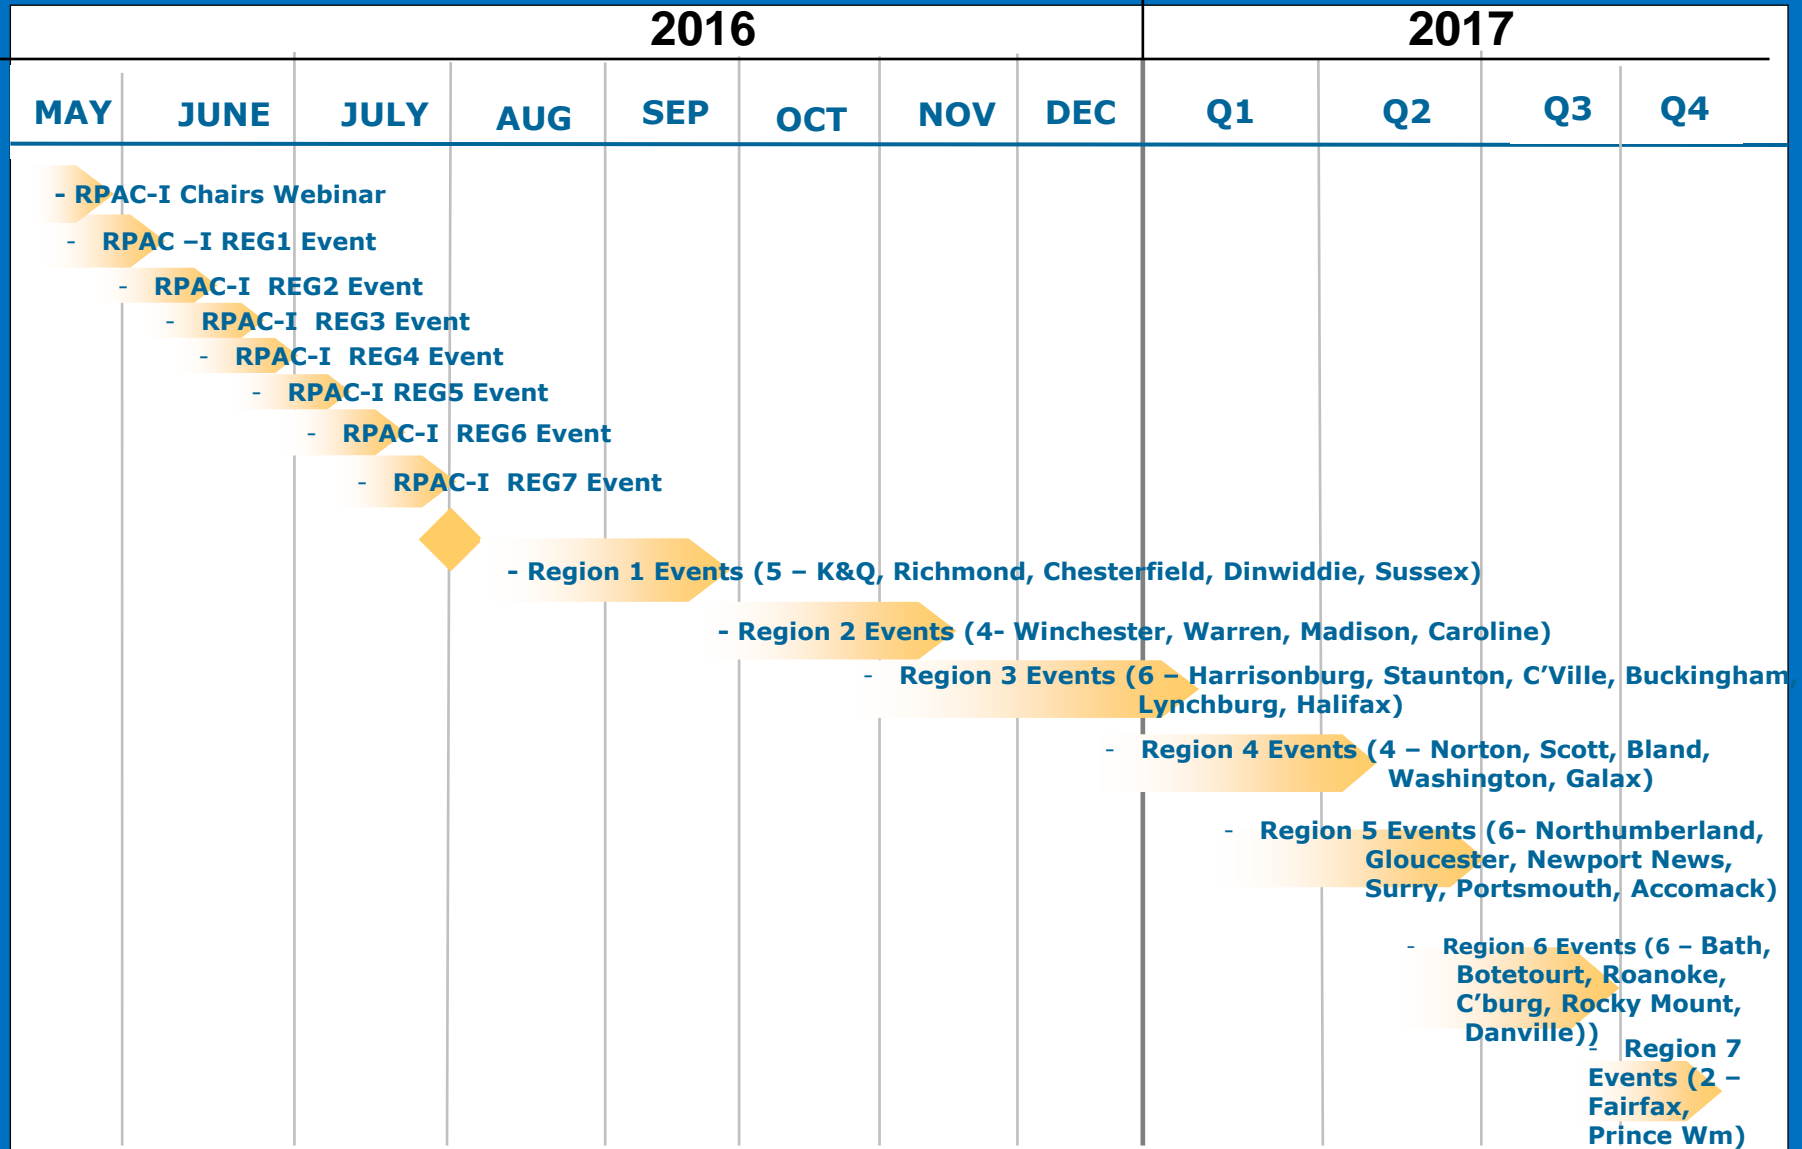 2016 2017
MAY JUNE JULY AUG SEP OCT NOV DEC Q1 Q2 Q3 Q4
- RPAC-I Chairs Webinar
- RPAC –I REG1 Event
- RPAC-I REG2 Event
- RPAC-I REG3 Event
- RPAC-I REG4 Event
- RPAC-I REG5 Event
- RPAC-I REG6 Event
- RPAC-I REG7 Event
- Region 1 Events (5 – K&Q, Richmond, Chesterfield, Dinwiddie, Sussex)
- Region 2 Events (4- Winchester, Warren, Madison, Caroline)
- Region 3 Events (6 – Harrisonburg, Staunton, C’Ville, Buckingham,
Lynchburg, Halifax)
- Region 4 Events (4 – Norton, Scott, Bland,
Washington, Galax)
- Region 5 Events (6- Northumberland,
Gloucester, Newport News,
Surry, Portsmouth, Accomack)
- Region 6 Events (6 – Bath,
Botetourt, Roanoke,
C’burg, Rocky Mount,
Danville))
- Region 7
Events (2 –
Fairfax,
Prince Wm)